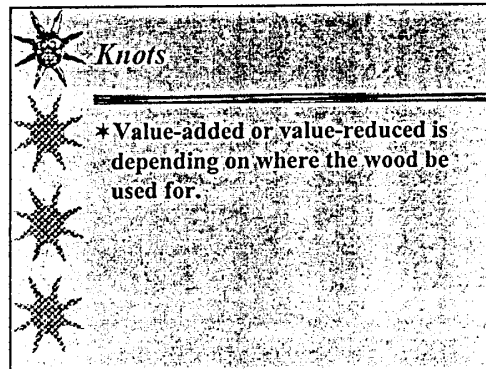 Knots
✶Value-added or value-reduced is
depending on where the wood be
used for.